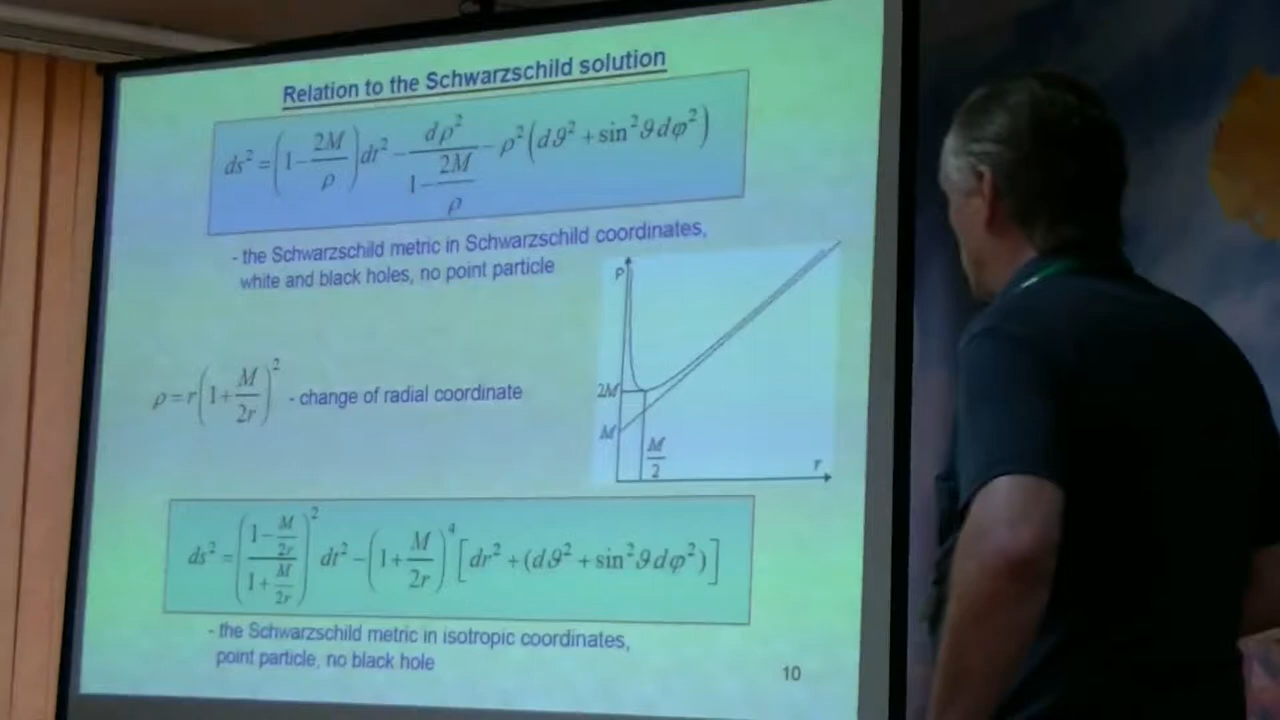 Relation to the Schwarzschild solution
ds² = (1 - 2M/ρ) dt² - dρ²/(1 - 2M/ρ) - ρ²(dϑ² + sin²ϑ dφ²)
- the Schwarzschild metric in Schwarzschild coordinates,
white and black holes, no point particle
ρ = r(1 + M/2r)² - change of radial coordinate
ρ
2M
M
M/2
r
ds² = ((1 - M/2r)/(1 + M/2r))² dt² - (1 + M/2r)⁴ [dr² + (dϑ² + sin²ϑ dφ²)]
- the Schwarzschild metric in isotropic coordinates,
point particle, no black hole
10